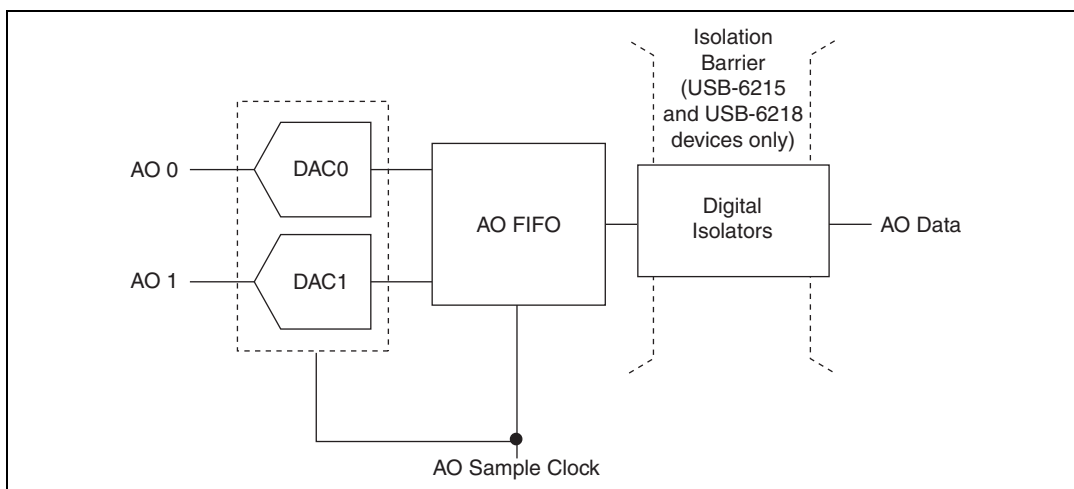 Isolation
Barrier
(USB-6215
and USB-6218
devices only)
AO 0
DAC0
AO FIFO
Digital
Isolators
AO Data
AO 1
DAC1
AO Sample Clock